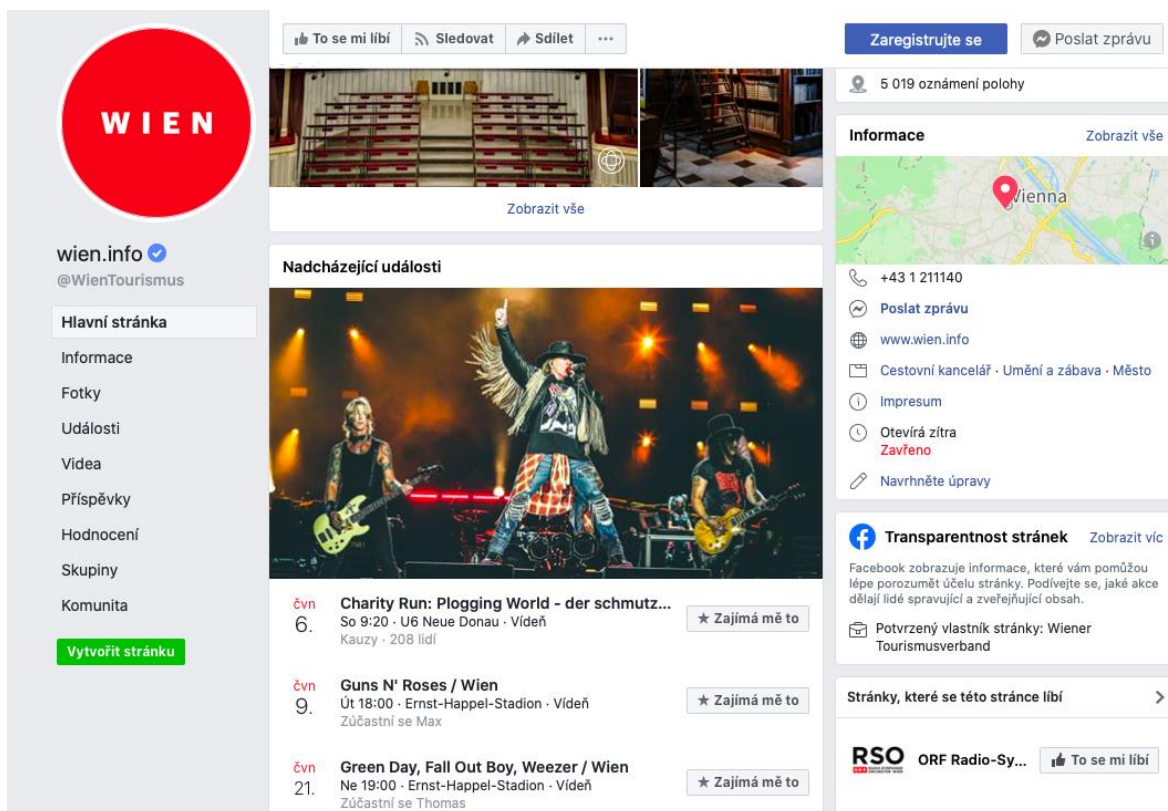 WIEN
wien.info
@WienTourismus
Hlavní stránka
Informace
Fotky
Události
Videa
Příspěvky
Hodnocení
Skupiny
Komunita
Vytvořit stránku
To se mi líbí
Sledovat
Sdílet
···
Zaregistrujte se
Poslat zprávu
Zobrazit vše
Nadcházející události
čvn
6.
Charity Run: Plogging World - der schmutz...
So 9:20 · U6 Neue Donau · Vídeň
Kauzy · 208 lidí
★ Zajímá mě to
čvn
9.
Guns N' Roses / Wien
Út 18:00 · Ernst-Happel-Stadion · Vídeň
Zúčastní se Max
★ Zajímá mě to
čvn
21.
Green Day, Fall Out Boy, Weezer / Wien
Ne 19:00 · Ernst-Happel-Stadion · Vídeň
Zúčastní se Thomas
★ Zajímá mě to
5 019 oznámení polohy
Informace
Zobrazit vše
Vienna
+43 1 211140
Poslat zprávu
www.wien.info
Cestovní kancelář · Umění a zábava · Město
Impresum
Otevírá zítra
Zavřeno
Navrhněte úpravy
Transparentnost stránek
Zobrazit víc
Facebook zobrazuje informace, které vám pomůžou
lépe porozumět účelu stránky. Podívejte se, jaké akce
dělají lidé spravující a zveřejňující obsah.
Potvrzený vlastník stránky: Wiener
Tourismusverband
Stránky, které se této stránce líbí
RSO
ORF Radio-Sy...
To se mi líbí